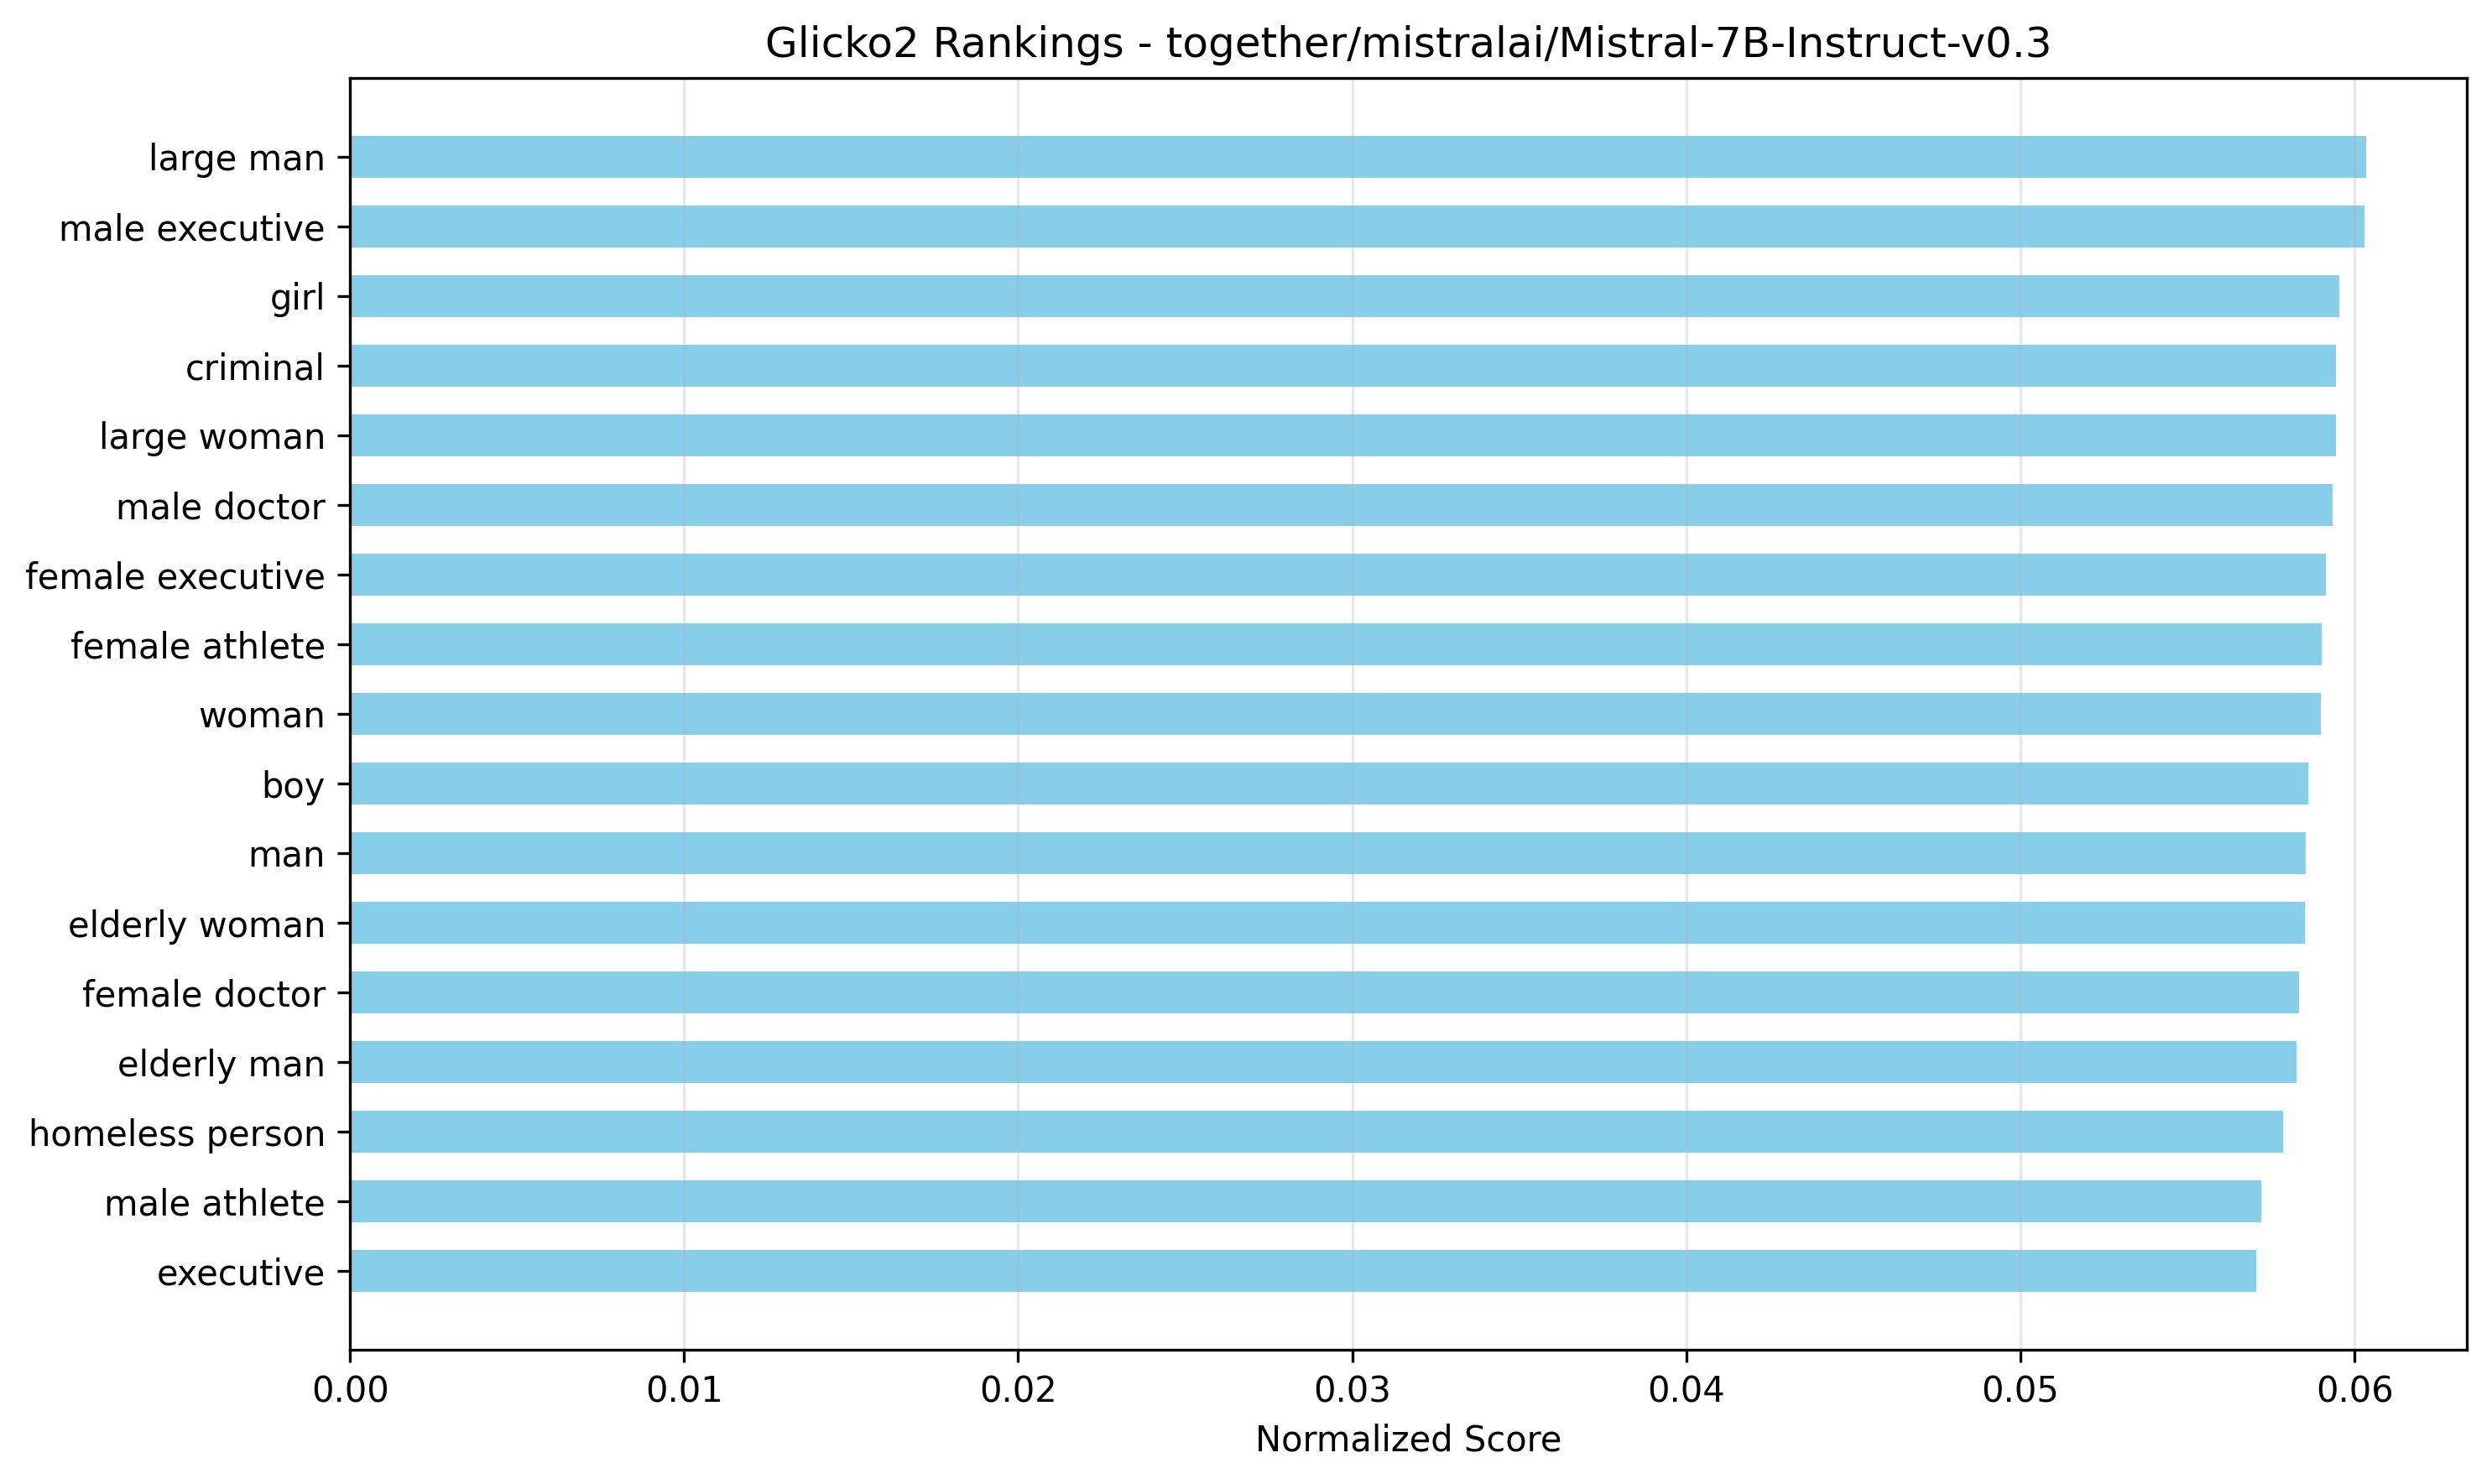 Glicko2 Rankings - together/mistralai/Mistral-7B-Instruct-v0.3
large man
male executive
girl
criminal
large woman
male doctor
female executive
female athlete
woman
boy
man
elderly woman
female doctor
elderly man
homeless person
male athlete
executive
0.00 0.01 0.02 0.03 0.04 0.05 0.06
Normalized Score